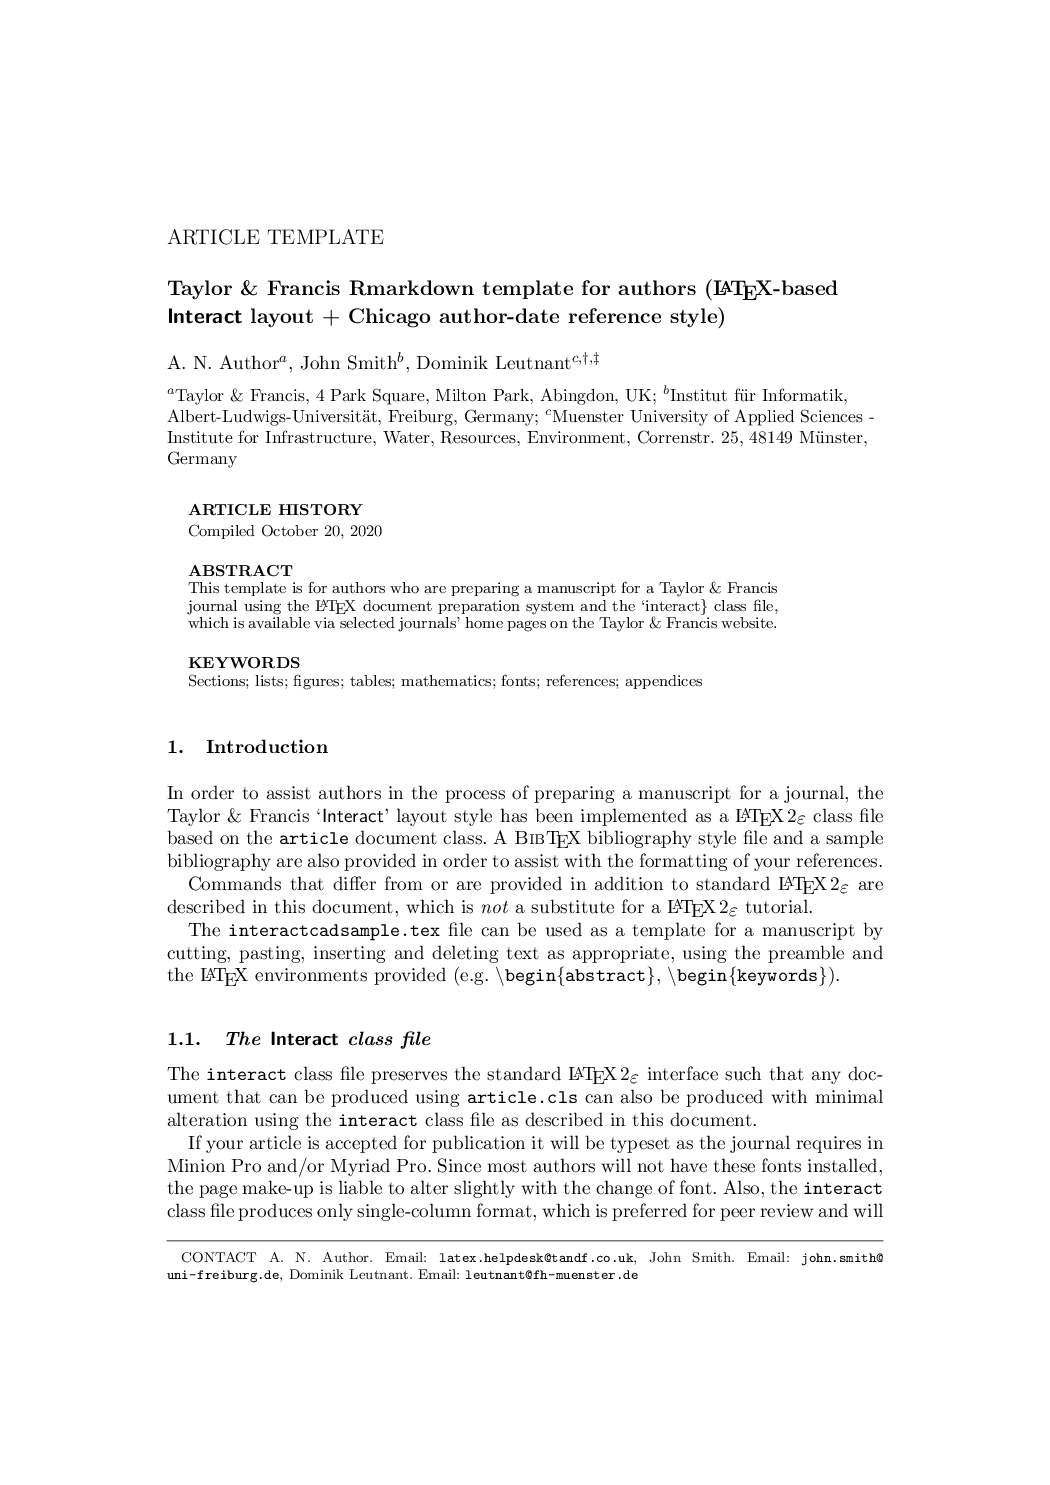 ARTICLE TEMPLATE
Taylor & Francis Rmarkdown template for authors (LATEX-based
Interact layout + Chicago author-date reference style)
A. N. Authorᵃ, John Smithᵇ, Dominik Leutnantᶜ,†,‡
ᵃTaylor & Francis, 4 Park Square, Milton Park, Abingdon, UK; ᵇInstitut für Informatik,
Albert-Ludwigs-Universität, Freiburg, Germany; ᶜMuenster University of Applied Sciences -
Institute for Infrastructure, Water, Resources, Environment, Correnstr. 25, 48149 Münster,
Germany
ARTICLE HISTORY
Compiled October 20, 2020
ABSTRACT
This template is for authors who are preparing a manuscript for a Taylor & Francis
journal using the LATEX document preparation system and the ‘interact} class file,
which is available via selected journals’ home pages on the Taylor & Francis website.
KEYWORDS
Sections; lists; figures; tables; mathematics; fonts; references; appendices
1. Introduction
In order to assist authors in the process of preparing a manuscript for a journal, the
Taylor & Francis ‘Interact’ layout style has been implemented as a LATEX 2ε class file
based on the article document class. A BIBTEX bibliography style file and a sample
bibliography are also provided in order to assist with the formatting of your references.
Commands that differ from or are provided in addition to standard LATEX 2ε are
described in this document, which is not a substitute for a LATEX 2ε tutorial.
The interactcadsample.tex file can be used as a template for a manuscript by
cutting, pasting, inserting and deleting text as appropriate, using the preamble and
the LATEX environments provided (e.g. \begin{abstract}, \begin{keywords}).
1.1. The Interact class file
The interact class file preserves the standard LATEX 2ε interface such that any doc-
ument that can be produced using article.cls can also be produced with minimal
alteration using the interact class file as described in this document.
If your article is accepted for publication it will be typeset as the journal requires in
Minion Pro and/or Myriad Pro. Since most authors will not have these fonts installed,
the page make-up is liable to alter slightly with the change of font. Also, the interact
class file produces only single-column format, which is preferred for peer review and will
CONTACT A. N. Author. Email: latex.helpdesk@tandf.co.uk, John Smith. Email: john.smith@
uni-freiburg.de, Dominik Leutnant. Email: leutnant@fh-muenster.de